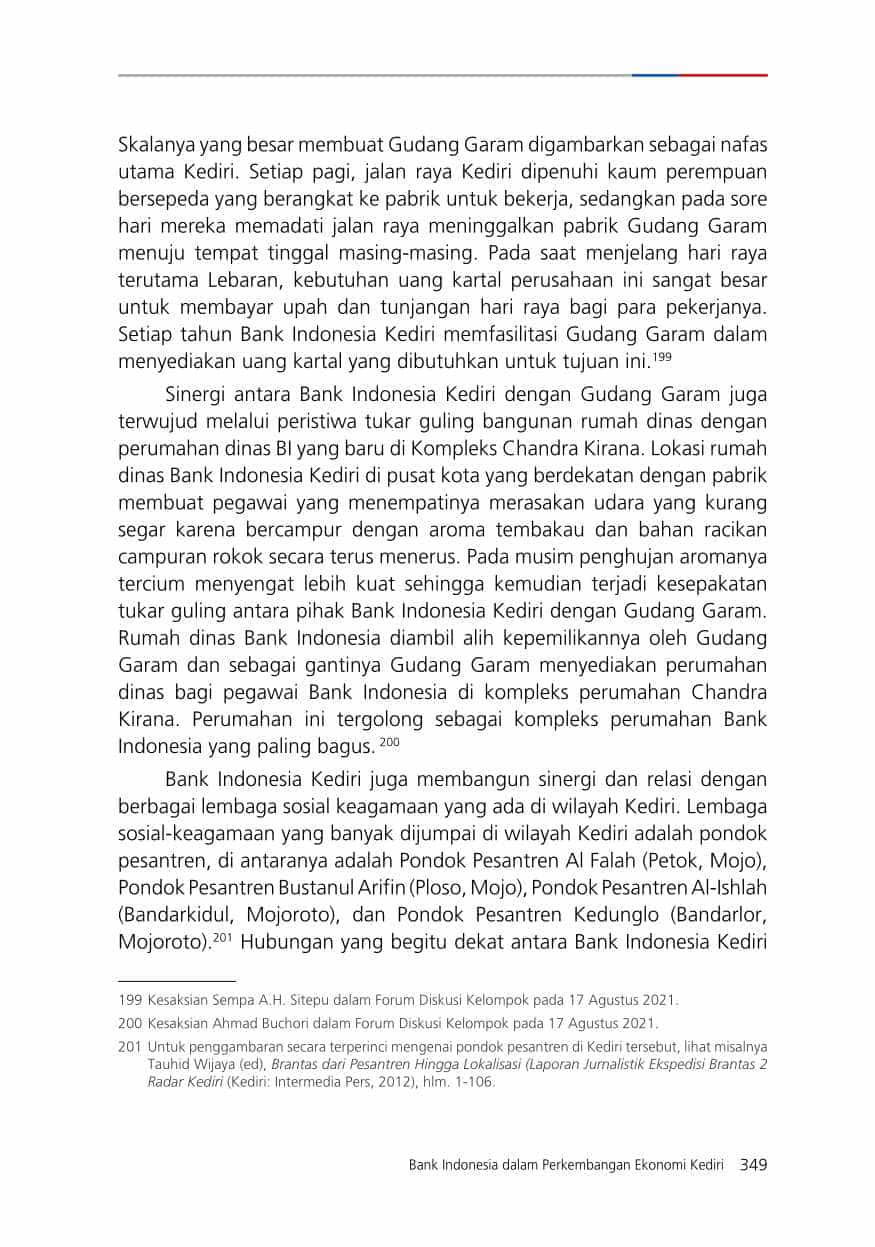 Skalanya yang besar membuat Gudang Garam digambarkan sebagai nafas
utama Kediri. Setiap pagi, jalan raya Kediri dipenuhi kaum perempuan
bersepeda yang berangkat ke pabrik untuk bekerja, sedangkan pada sore
hari mereka memadati jalan raya meninggalkan pabrik Gudang Garam
menuju tempat tinggal masing-masing. Pada saat menjelang hari raya
terutama Lebaran, kebutuhan uang kartal perusahaan ini sangat besar
untuk membayar upah dan tunjangan hari raya bagi para pekerjanya.
Setiap tahun Bank Indonesia Kediri memfasilitasi Gudang Garam dalam
menyediakan uang kartal yang dibutuhkan untuk tujuan ini.199
Sinergi antara Bank Indonesia Kediri dengan Gudang Garam juga
terwujud melalui peristiwa tukar guling bangunan rumah dinas dengan
perumahan dinas BI yang baru di Kompleks Chandra Kirana. Lokasi rumah
dinas Bank Indonesia Kediri di pusat kota yang berdekatan dengan pabrik
membuat pegawai yang menempatinya merasakan udara yang kurang
segar karena bercampur dengan aroma tembakau dan bahan racikan
campuran rokok secara terus menerus. Pada musim penghujan aromanya
tercium menyengat lebih kuat sehingga kemudian terjadi kesepakatan
tukar guling antara pihak Bank Indonesia Kediri dengan Gudang Garam.
Rumah dinas Bank Indonesia diambil alih kepemilikannya oleh Gudang
Garam dan sebagai gantinya Gudang Garam menyediakan perumahan
dinas bagi pegawai Bank Indonesia di kompleks perumahan Chandra
Kirana. Perumahan ini tergolong sebagai kompleks perumahan Bank
Indonesia yang paling bagus. 200
Bank Indonesia Kediri juga membangun sinergi dan relasi dengan
berbagai lembaga sosial keagamaan yang ada di wilayah Kediri. Lembaga
sosial-keagamaan yang banyak dijumpai di wilayah Kediri adalah pondok
pesantren, di antaranya adalah Pondok Pesantren Al Falah (Petok, Mojo),
Pondok Pesantren Bustanul Arifin (Ploso, Mojo), Pondok Pesantren Al-Ishlah
(Bandarkidul, Mojoroto), dan Pondok Pesantren Kedunglo (Bandarlor,
Mojoroto).201 Hubungan yang begitu dekat antara Bank Indonesia Kediri
199 Kesaksian Sempa A.H. Sitepu dalam Forum Diskusi Kelompok pada 17 Agustus 2021.
200 Kesaksian Ahmad Buchori dalam Forum Diskusi Kelompok pada 17 Agustus 2021.
201 Untuk penggambaran secara terperinci mengenai pondok pesantren di Kediri tersebut, lihat misalnya
Tauhid Wijaya (ed), Brantas dari Pesantren Hingga Lokalisasi (Laporan Jurnalistik Ekspedisi Brantas 2
Radar Kediri (Kediri: Intermedia Pers, 2012), hlm. 1-106.
Bank Indonesia dalam Perkembangan Ekonomi Kediri 349